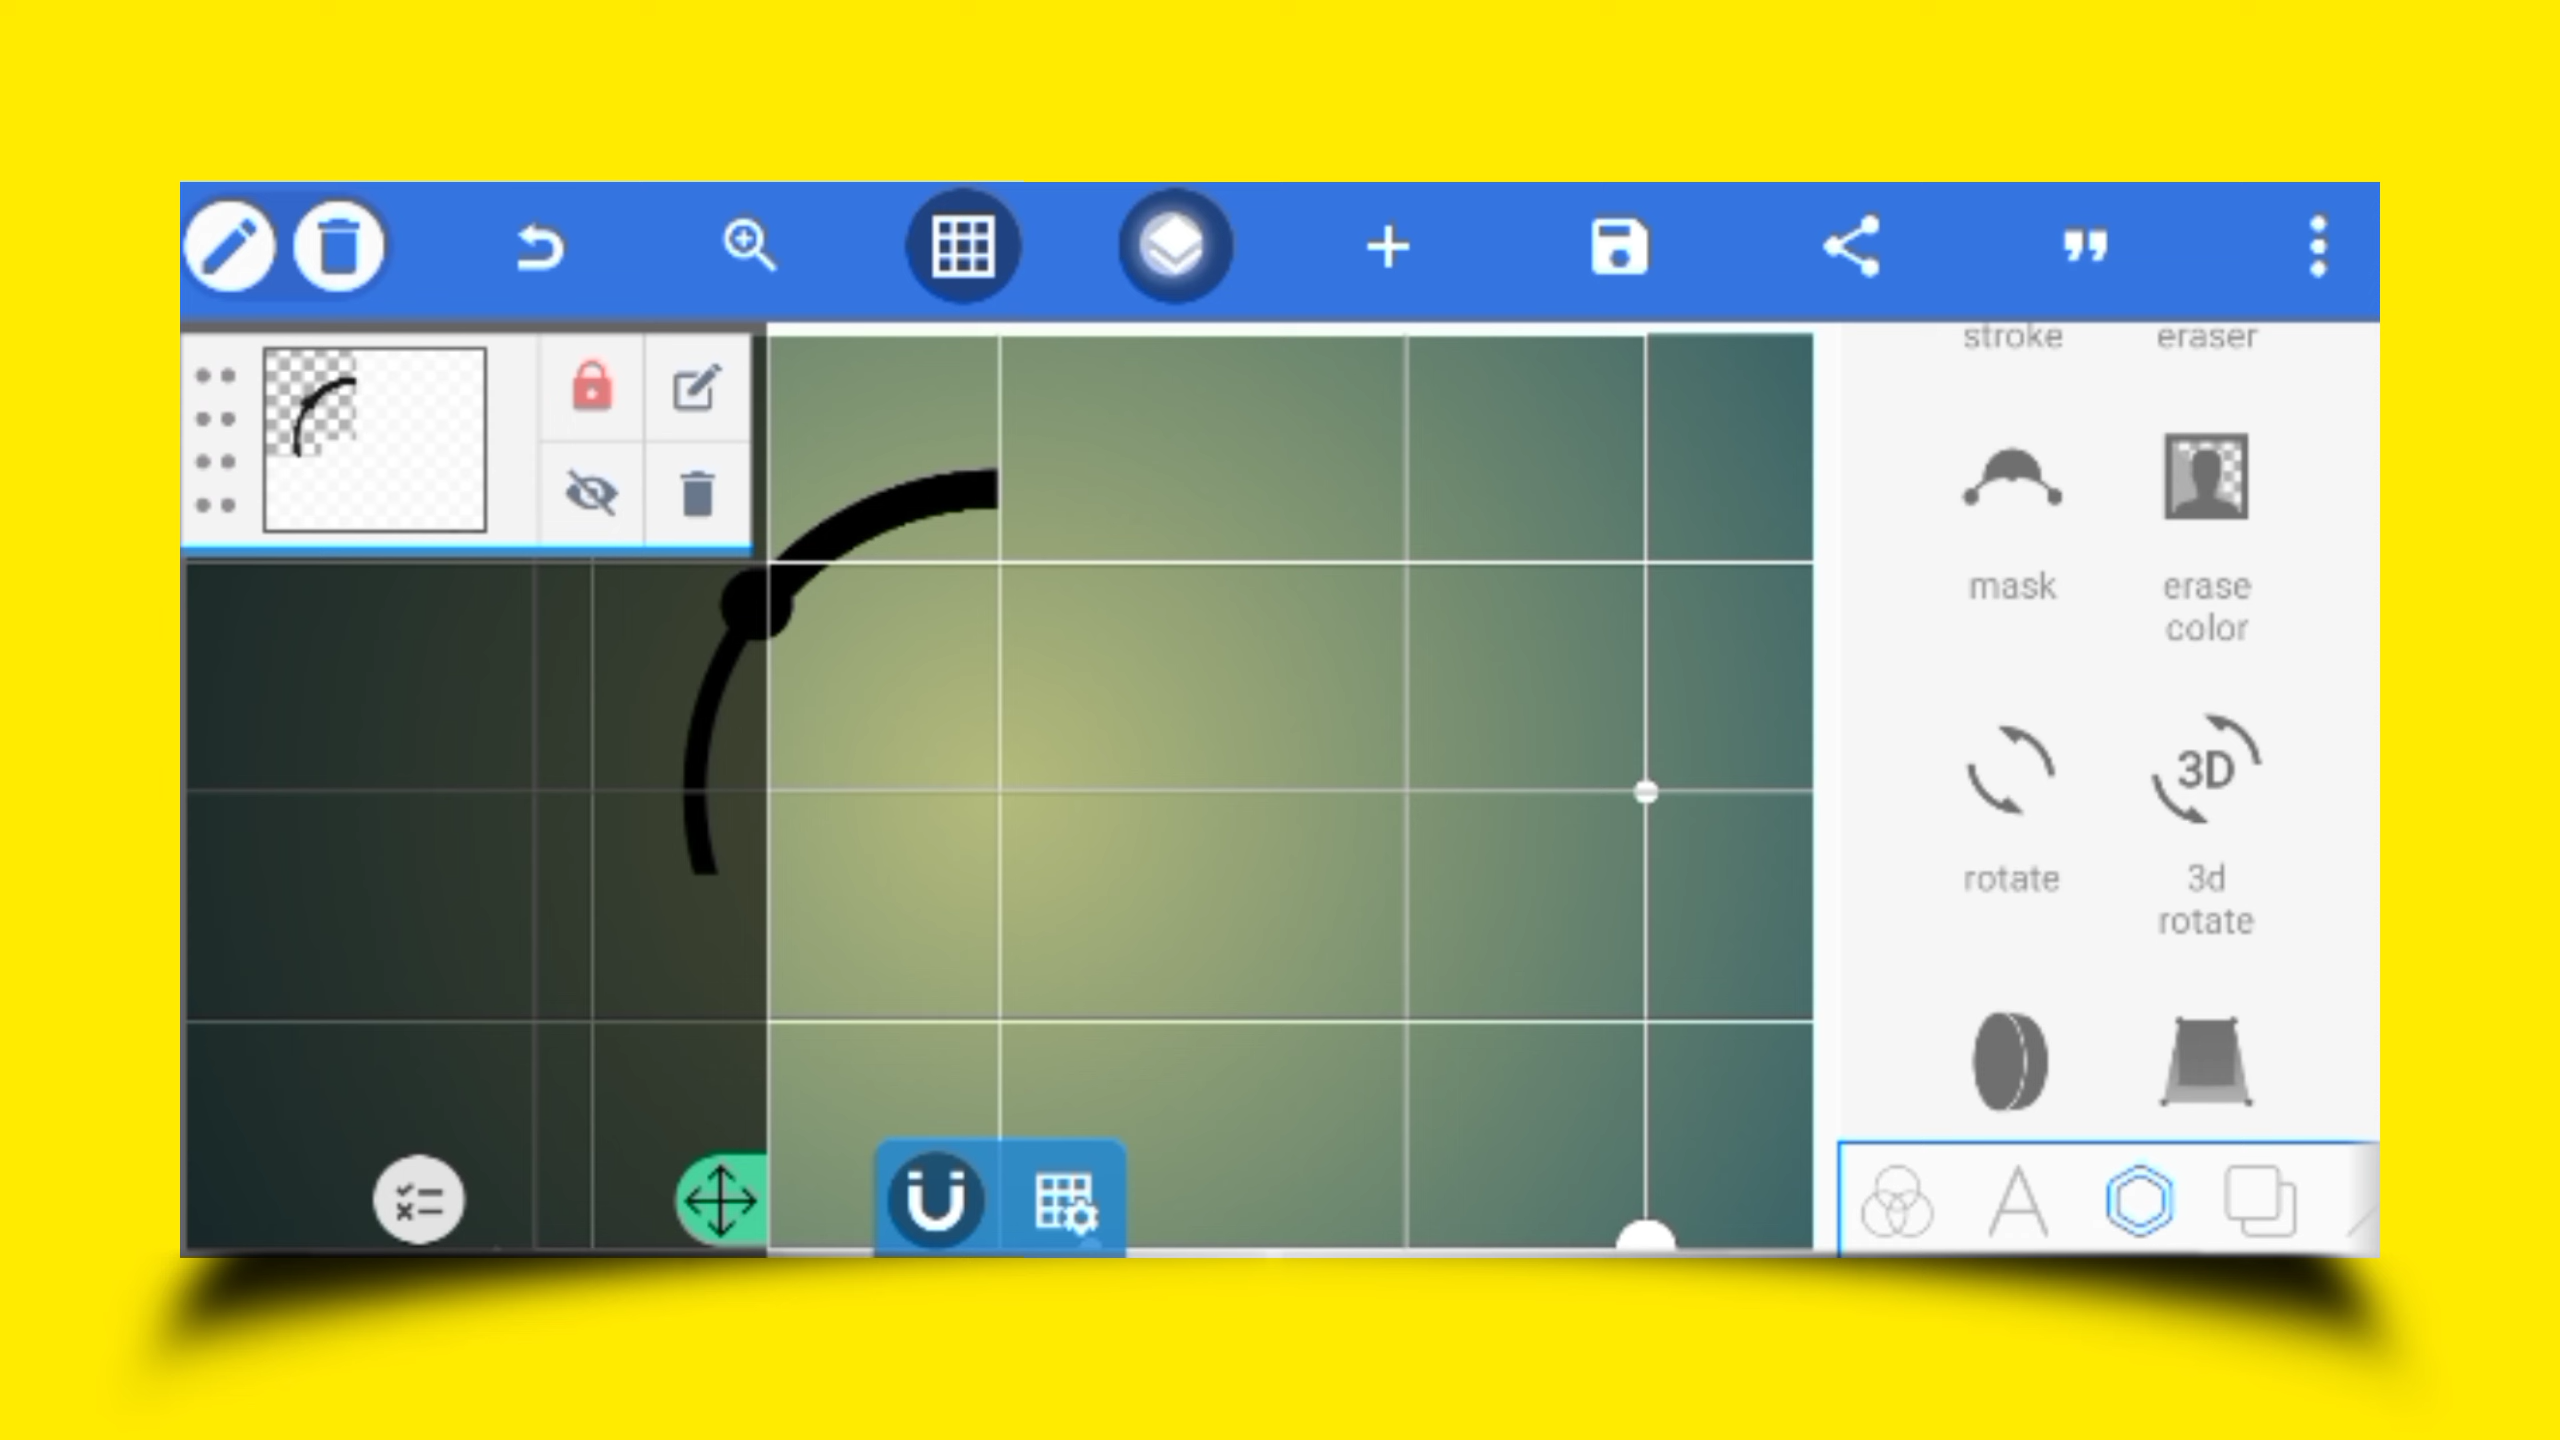 stroke eraser
mask erase
color
3D
rotate 3d
rotate